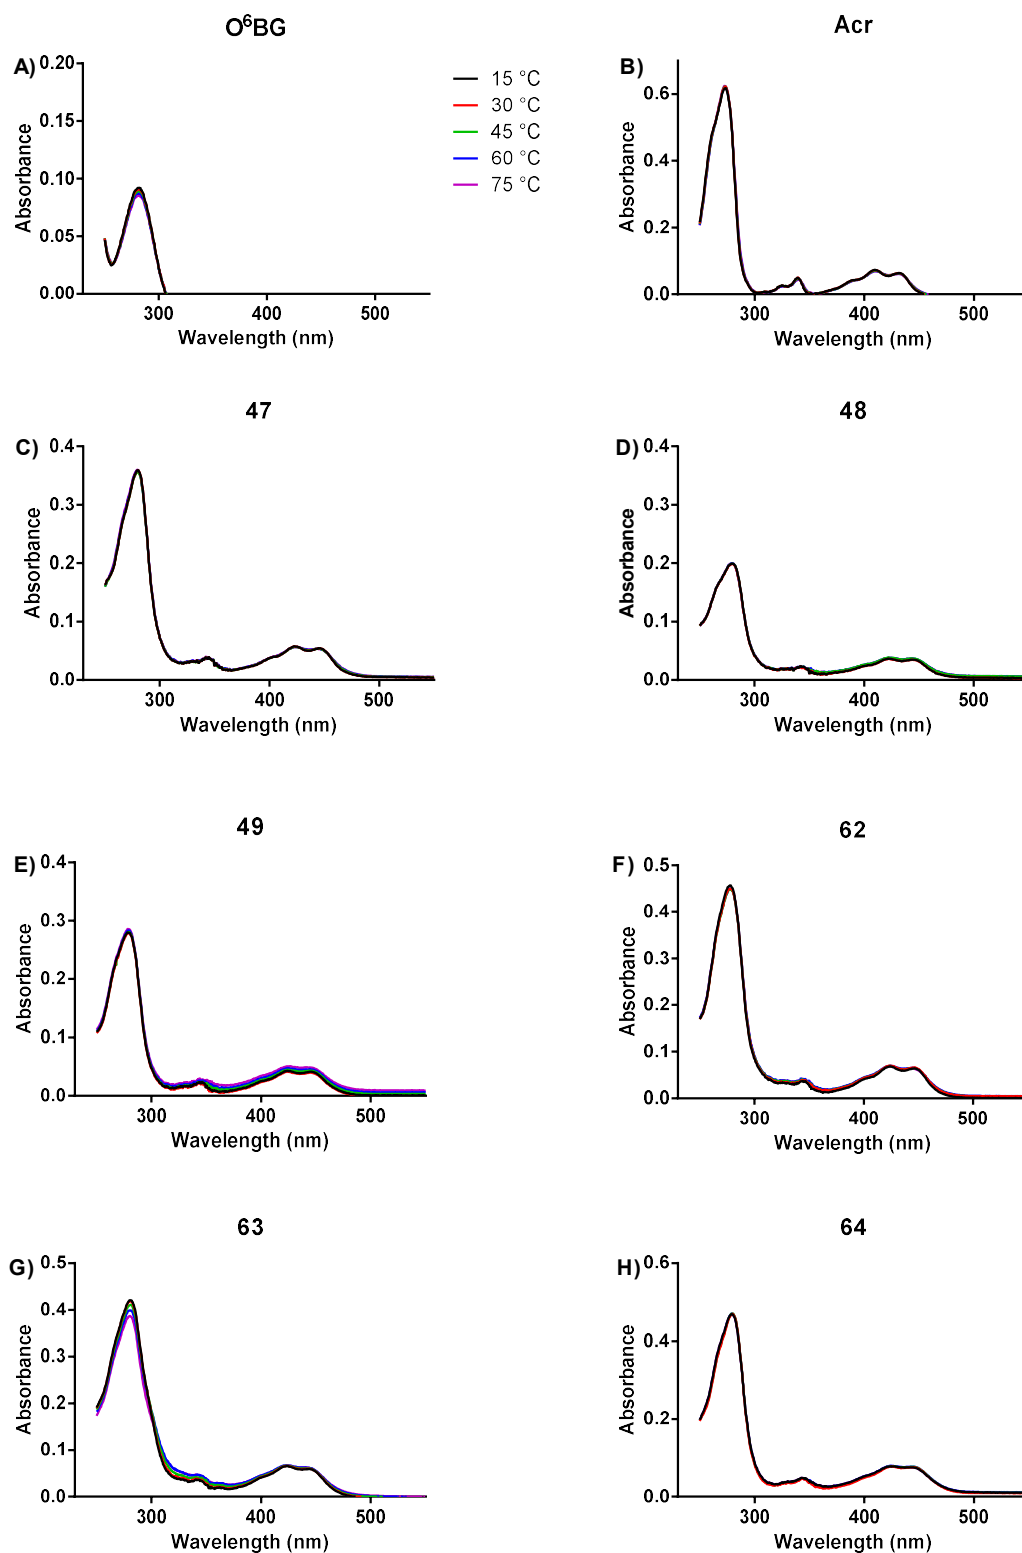 O⁶BG
A)
0.20
0.15
0.10
0.05
0.00
Absorbance
300 400 500
Wavelength (nm)
15 °C
30 °C
45 °C
60 °C
75 °C
Acr
B)
0.6
0.4
0.2
0.0
Absorbance
300 400 500
Wavelength (nm)
47
C)
0.4
0.3
0.2
0.1
0.0
Absorbance
300 400 500
Wavelength (nm)
48
D)
0.4
0.3
0.2
0.1
0.0
Absorbance
300 400 500
Wavelength (nm)
49
E)
0.4
0.3
0.2
0.1
0.0
Absorbance
300 400 500
Wavelength (nm)
62
F)
0.5
0.4
0.3
0.2
0.1
0.0
Absorbance
300 400 500
Wavelength (nm)
63
G)
0.5
0.4
0.3
0.2
0.1
0.0
Absorbance
300 400 500
Wavelength (nm)
64
H)
0.6
0.4
0.2
0.0
Absorbance
300 400 500
Wavelength (nm)